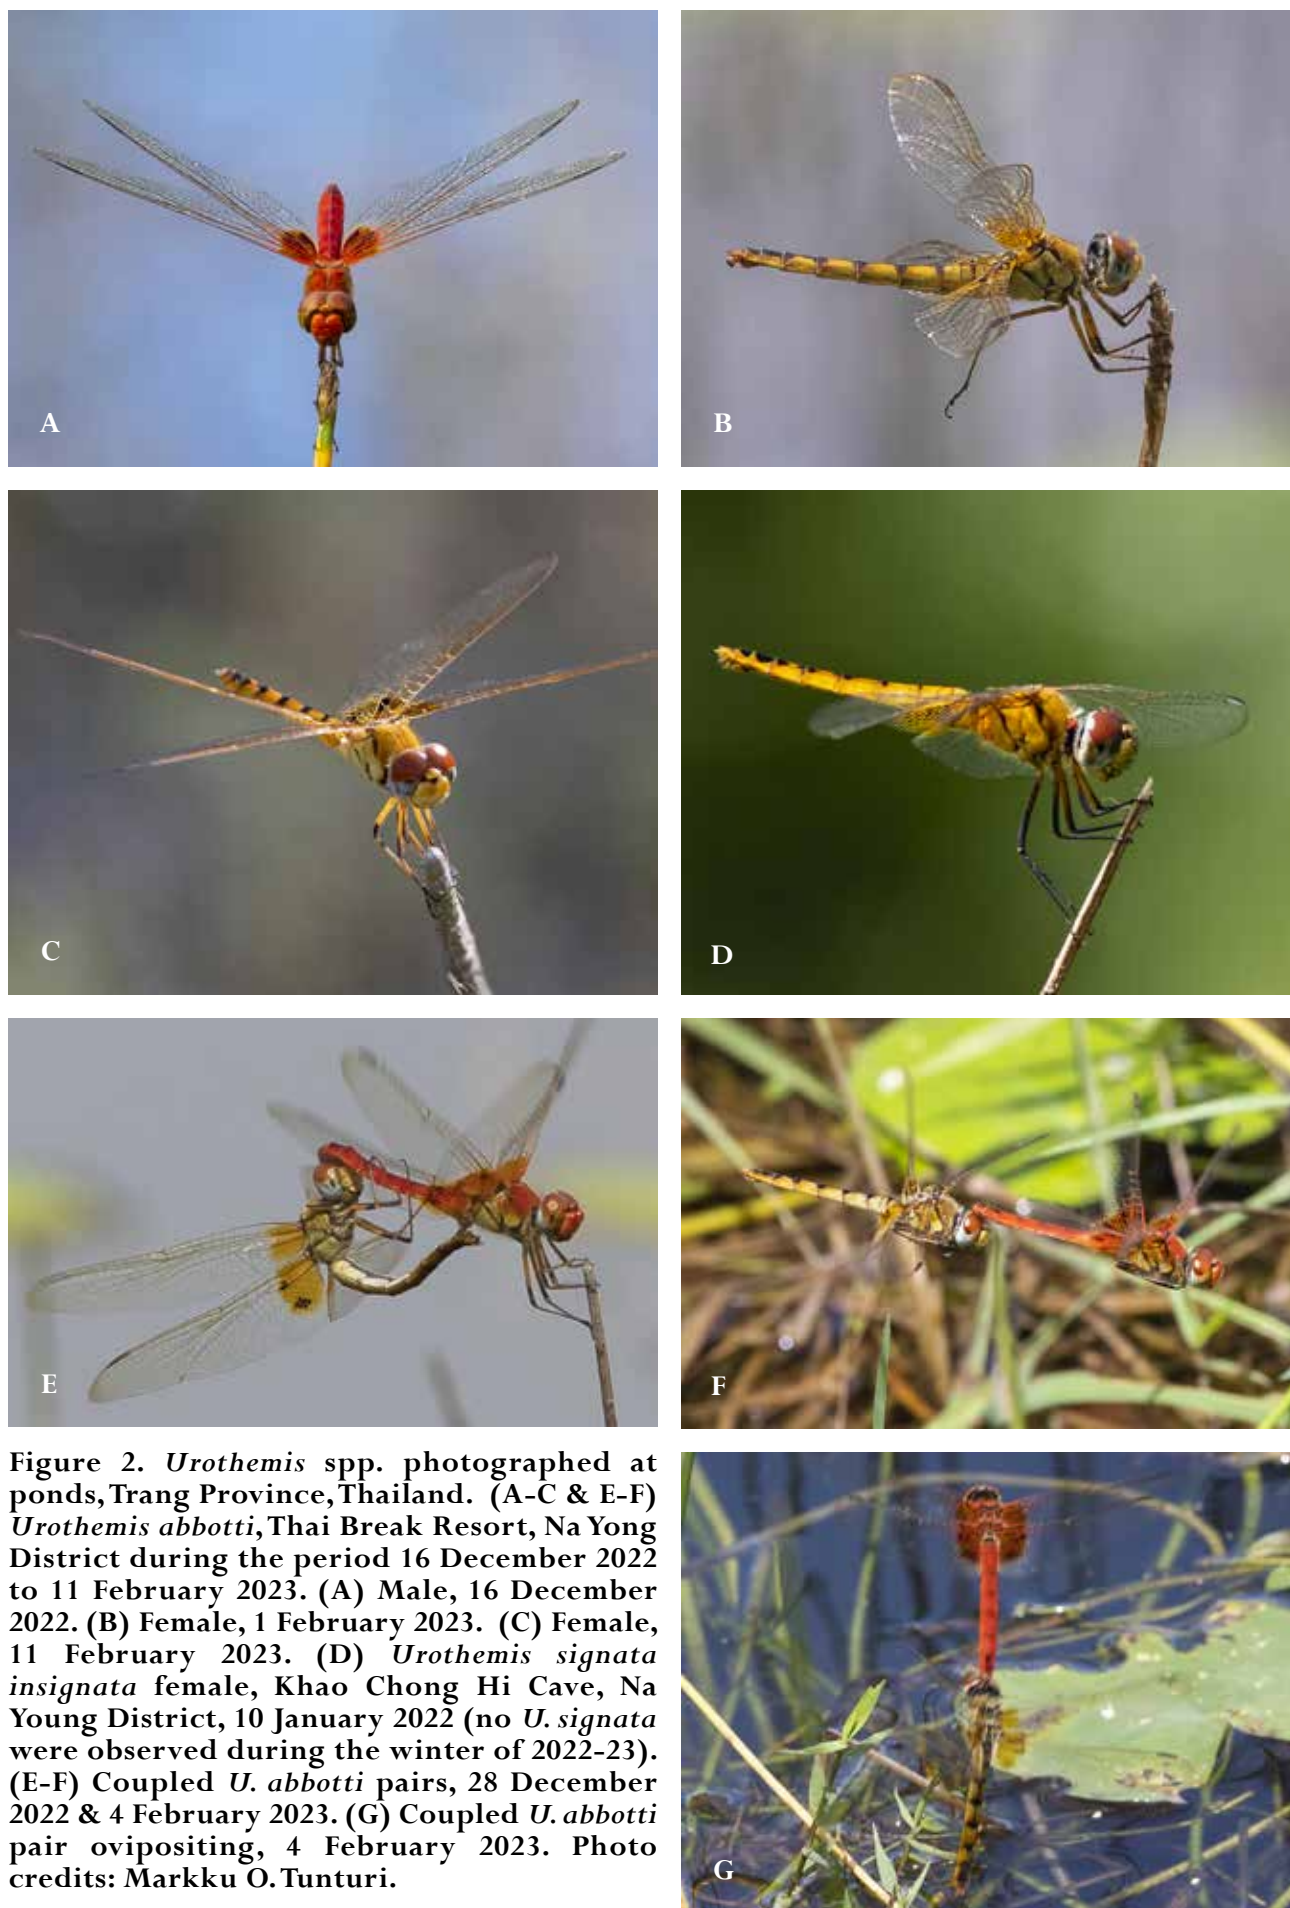 A
B
C
D
E
F
Figure 2. Urothemis spp. photographed at
ponds, Trang Province, Thailand. (A-C & E-F)
Urothemis abbotti, Thai Break Resort, Na Yong
District during the period 16 December 2022
to 11 February 2023. (A) Male, 16 December
2022. (B) Female, 1 February 2023. (C) Female,
11 February 2023. (D) Urothemis signata
insignata female, Khao Chong Hi Cave, Na
Young District, 10 January 2022 (no U. signata
were observed during the winter of 2022-23).
(E-F) Coupled U. abbotti pairs, 28 December
2022 & 4 February 2023. (G) Coupled U. abbotti
pair ovipositing, 4 February 2023. Photo
credits: Markku O. Tunturi.
G